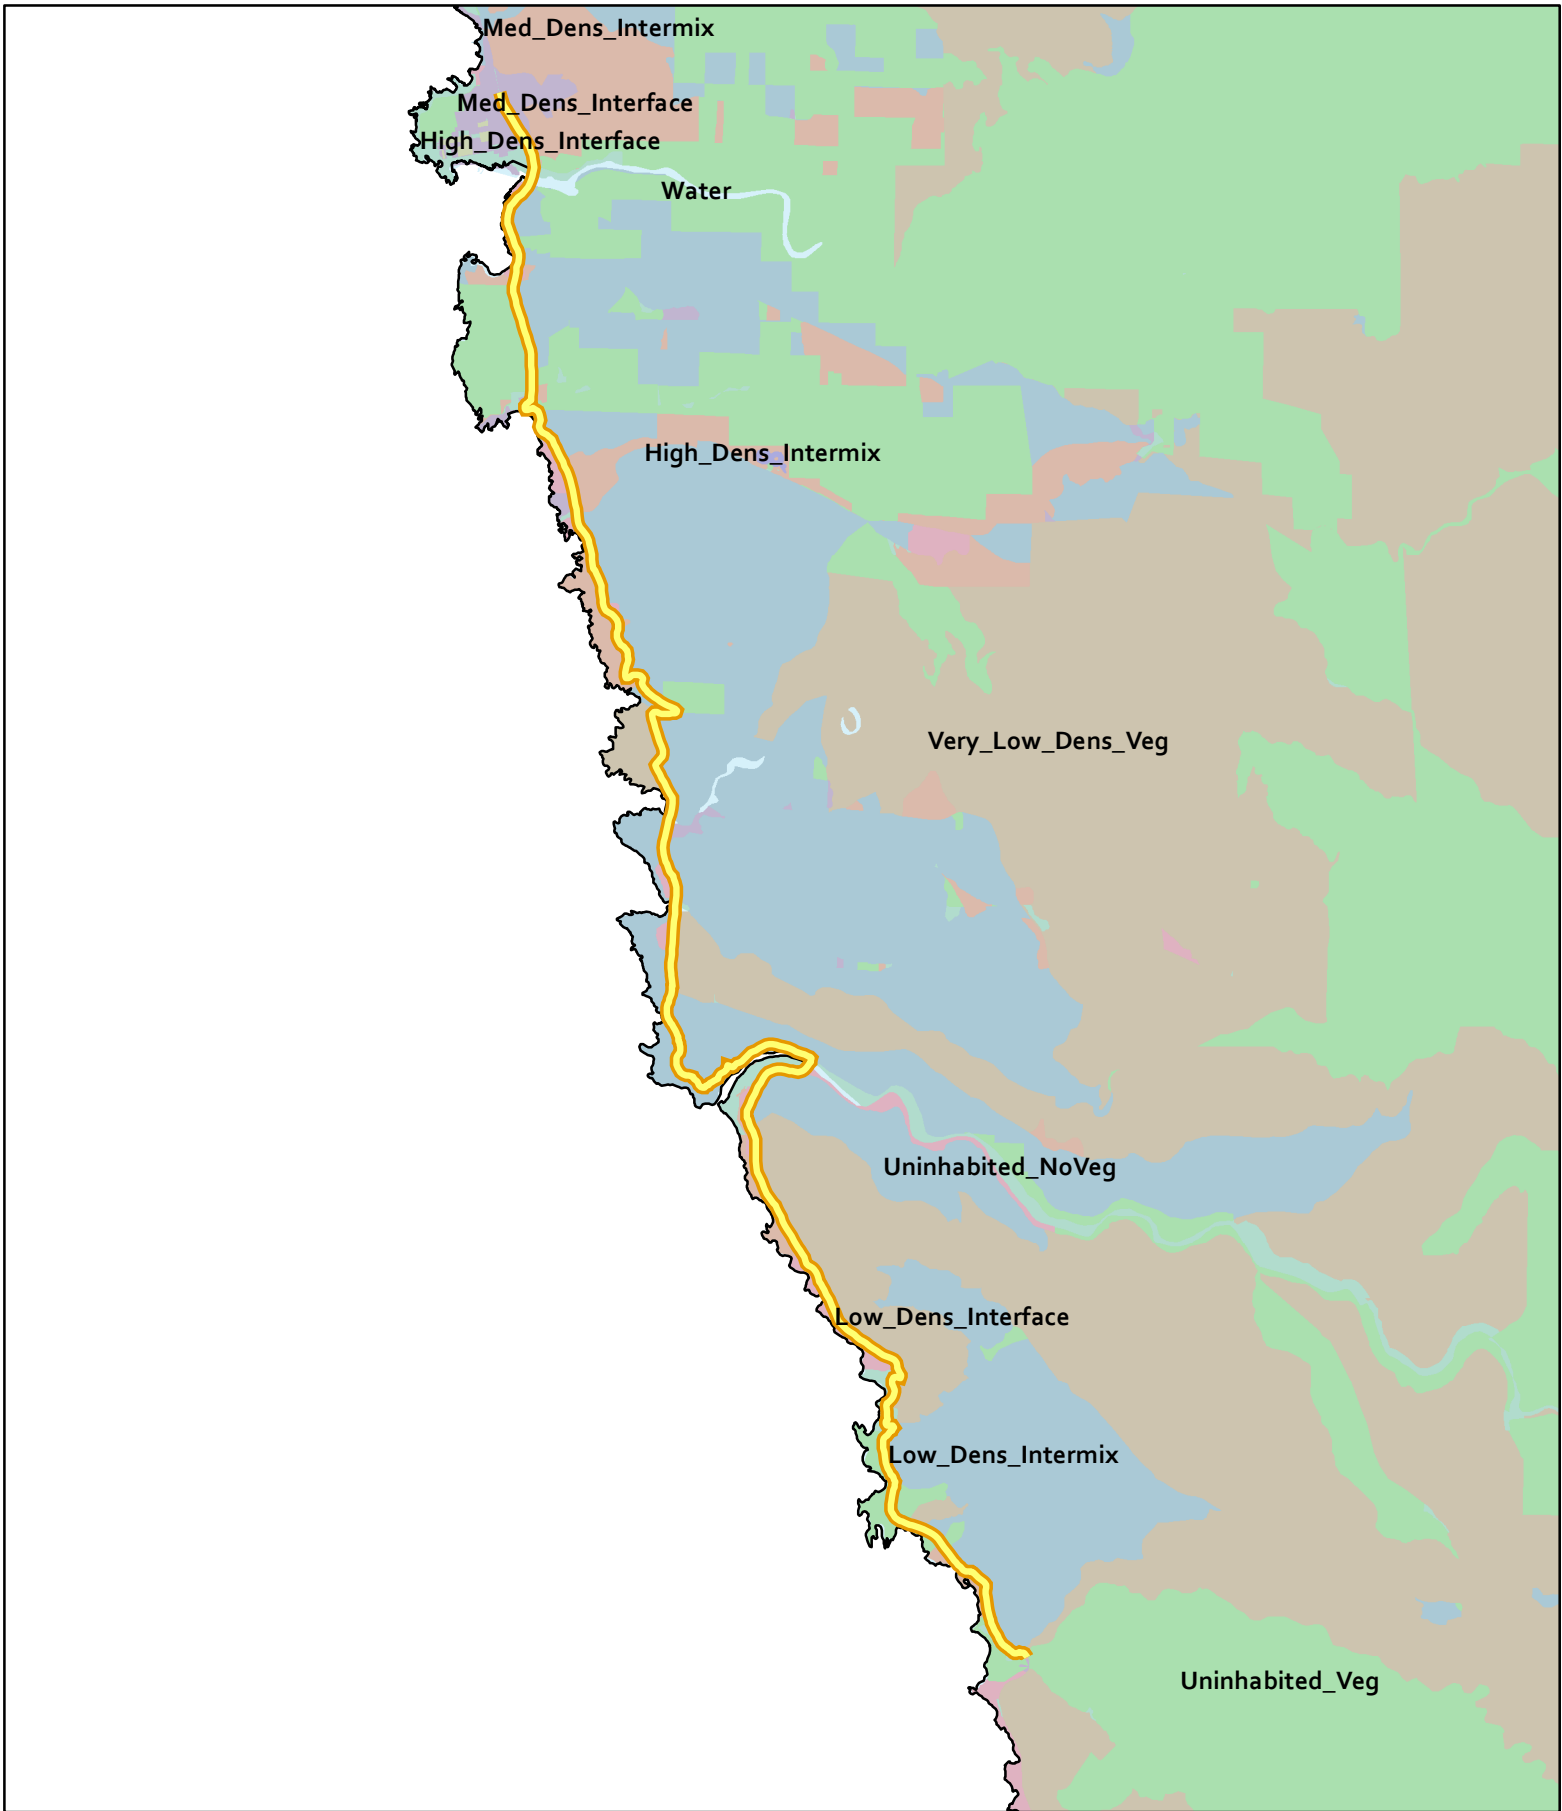 Med_Dens_Intermix
Med_Dens_Interface
High_Dens_Interface
Water
High_Dens_Intermix
Very_Low_Dens_Veg
Uninhabited_NoVeg
Low_Dens_Interface
Low_Dens_Intermix
Uninhabited_Veg